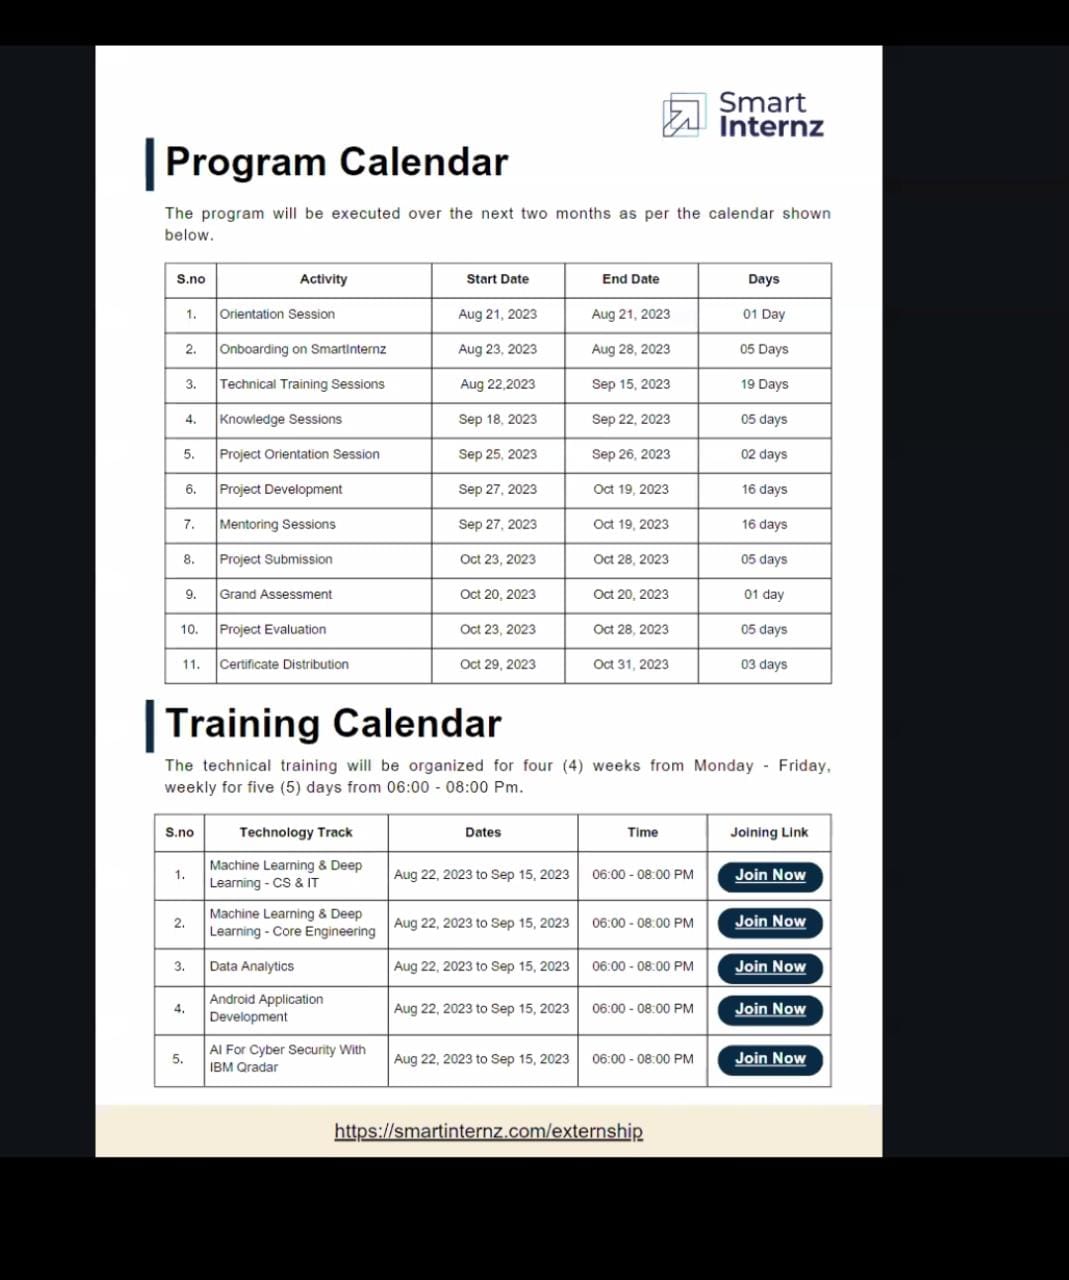 Smart
Internz
Program Calendar
The program will be executed over the next two months as per the calendar shown
below.
S.no Activity Start Date End Date Days
1. Orientation Session Aug 21, 2023 Aug 21, 2023 01 Day
2. Onboarding on SmartInternz Aug 23, 2023 Aug 28, 2023 05 Days
3. Technical Training Sessions Aug 22,2023 Sep 15, 2023 19 Days
4. Knowledge Sessions Sep 18, 2023 Sep 22, 2023 05 days
5. Project Orientation Session Sep 25, 2023 Sep 26, 2023 02 days
6. Project Development Sep 27, 2023 Oct 19, 2023 16 days
7. Mentoring Sessions Sep 27, 2023 Oct 19, 2023 16 days
8. Project Submission Oct 23, 2023 Oct 28, 2023 05 days
9. Grand Assessment Oct 20, 2023 Oct 20, 2023 01 day
10. Project Evaluation Oct 23, 2023 Oct 28, 2023 05 days
11. Certificate Distribution Oct 29, 2023 Oct 31, 2023 03 days
Training Calendar
The technical training will be organized for four (4) weeks from Monday - Friday,
weekly for five (5) days from 06:00 - 08:00 Pm.
S.no Technology Track Dates Time Joining Link
1. Machine Learning & Deep
Learning - CS & IT Aug 22, 2023 to Sep 15, 2023 06:00 - 08:00 PM Join Now
2. Machine Learning & Deep
Learning - Core Engineering Aug 22, 2023 to Sep 15, 2023 06:00 - 08:00 PM Join Now
3. Data Analytics Aug 22, 2023 to Sep 15, 2023 06:00 - 08:00 PM Join Now
4. Android Application
Development Aug 22, 2023 to Sep 15, 2023 06:00 - 08:00 PM Join Now
5. AI For Cyber Security With
IBM Qradar Aug 22, 2023 to Sep 15, 2023 06:00 - 08:00 PM Join Now
https://smartinternz.com/externship